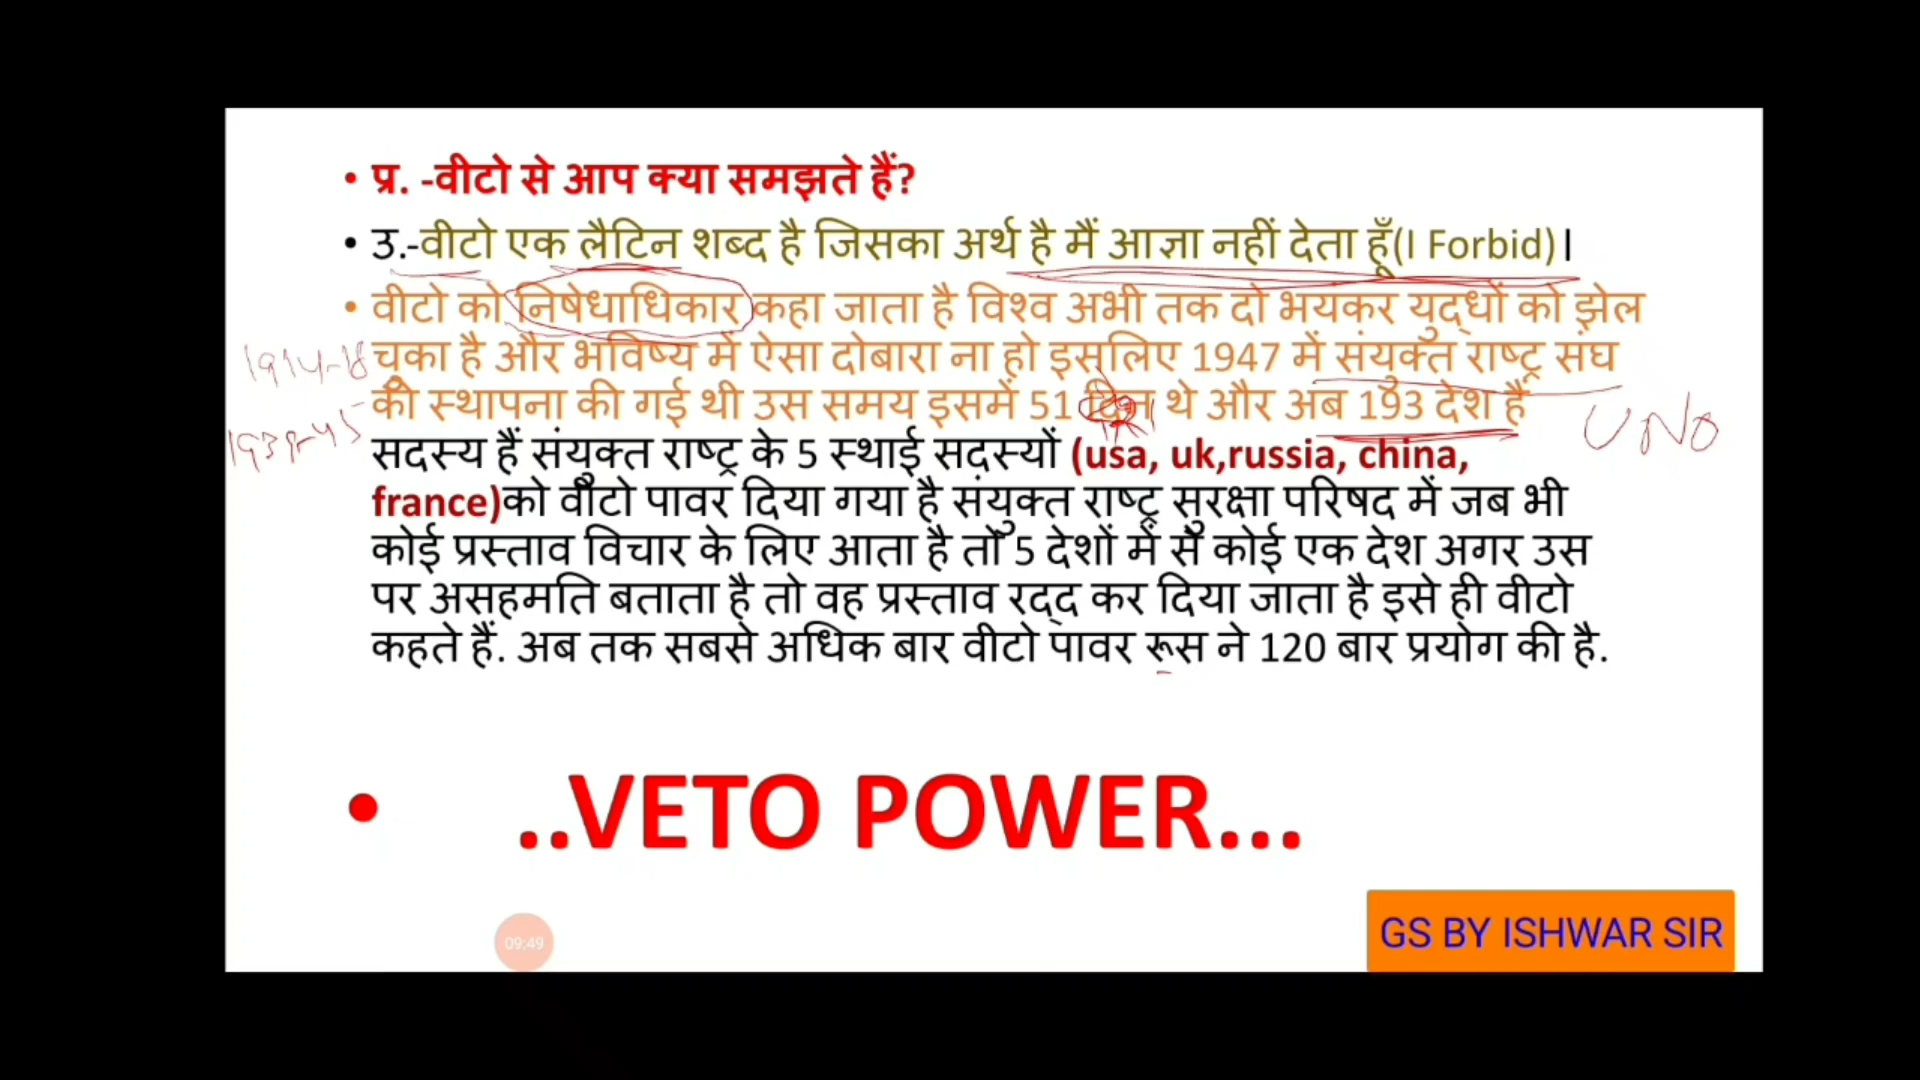 • प्र. -वीटो से आप क्या समझते हैं?
• उ.-वीटो एक लैटिन शब्द है जिसका अर्थ है मैं आज्ञा नहीं देता हूँ(I Forbid)|
• वीटो को निषेधाधिकार कहा जाता है विश्व अभी तक दो भयकर युद्धों को झेल
1914-18
चुका है और भविष्य में ऐसा दोबारा ना हो इसलिए 1947 में संयुक्त राष्ट्र संघ
की स्थापना की गई थी उस समय इसमें 51 थे और अब 193 देश है
1939-45
UNO
सदस्य हैं संयुक्त राष्ट्र के 5 स्थाई सदस्यों (usa, uk,russia, china,
france)को वीटो पावर दिया गया है संयुक्त राष्ट्र सुरक्षा परिषद में जब भी
कोई प्रस्ताव विचार के लिए आता है तो 5 देशों में से कोई एक देश अगर उस
पर असहमति बताता है तो वह प्रस्ताव रद्द कर दिया जाता है इसे ही वीटो
कहते हैं. अब तक सबसे अधिक बार वीटो पावर रूस ने 120 बार प्रयोग की है.
• ..VETO POWER...
09:49
GS BY ISHWAR SIR